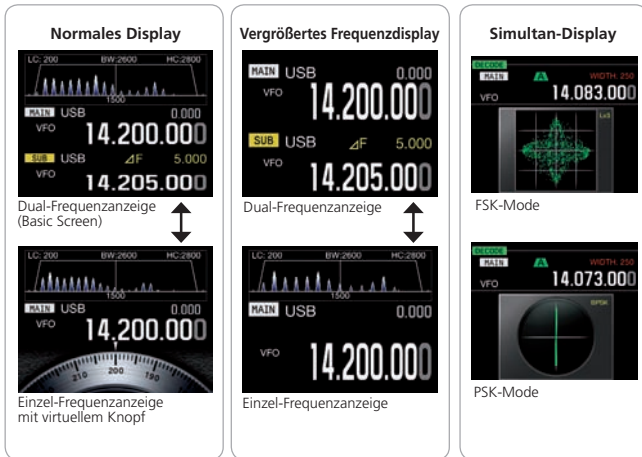 Normales Display
LC: 200 BW:2600 HC:2800
1500
MAIN USB 0.000
VFO 14.200.000
SUB USB ⊿F 5.000
VFO 14.205.000
Dual-Frequenzanzeige
(Basic Screen)
LC: 200 BW:2600 HC:2800
1500
MAIN USB 0.000
VFO 14.200.000
210 200 190
Einzel-Frequenzanzeige
mit virtuellem Knopf
Vergrößertes Frequenzdisplay
MAIN USB 0.000
VFO 14.200.000
SUB USB ⊿F 5.000
VFO 14.205.000
Dual-Frequenzanzeige
LC: 200 BW:2600 HC:2800
1500
MAIN USB 0.000
VFO 14.200.000
Einzel-Frequenzanzeige
Simultan-Display
DECODE
MAIN A WIDTH: 250
VFO 14.083.000
Lv3
FSK-Mode
DECODE
MAIN A WIDTH: 250
VFO 14.073.000
BPSK
PSK-Mode